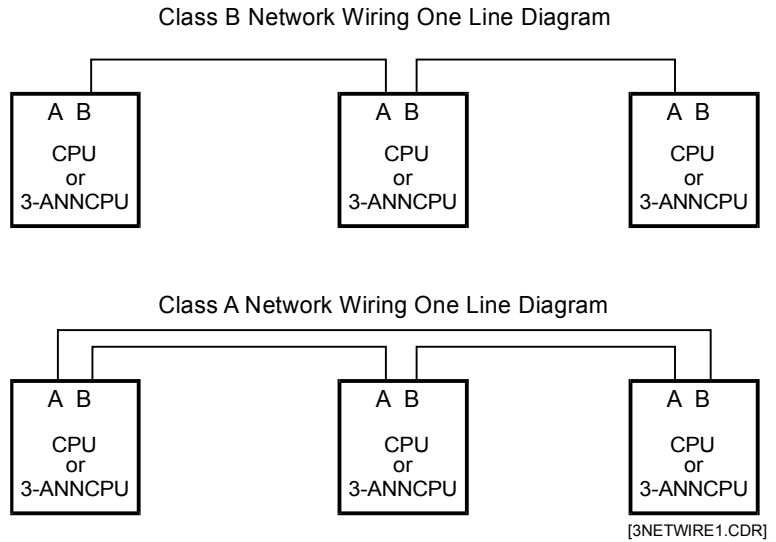 Class B Network Wiring One Line Diagram
A B
CPU
or
3-ANNCPU
A B
CPU
or
3-ANNCPU
A B
CPU
or
3-ANNCPU
Class A Network Wiring One Line Diagram
A B
CPU
or
3-ANNCPU
A B
CPU
or
3-ANNCPU
A B
CPU
or
3-ANNCPU
[3NETWIRE1.CDR]